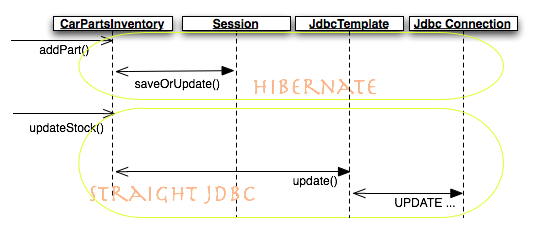 CarPartsInventory Session JdbcTemplate Jdbc Connection
addPart()
saveOrUpdate()
HIBERNATE
updateStock()
update()
STRAIGHT JDBC
UPDATE ...